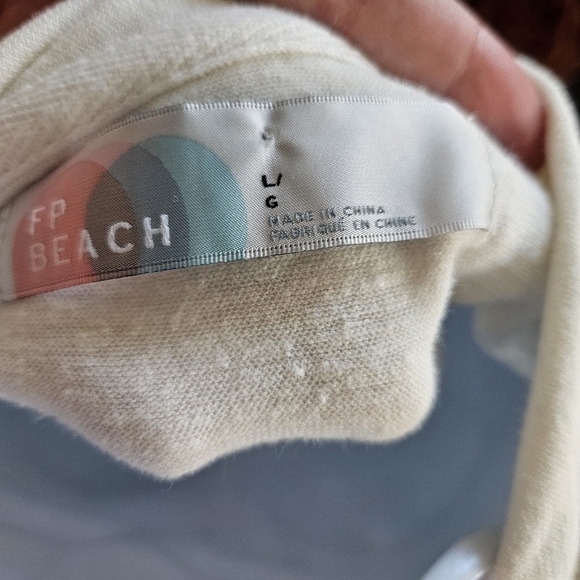 FP
BEACH
L/
G
MADE IN CHINA
FABRIQUÉ EN CHINE